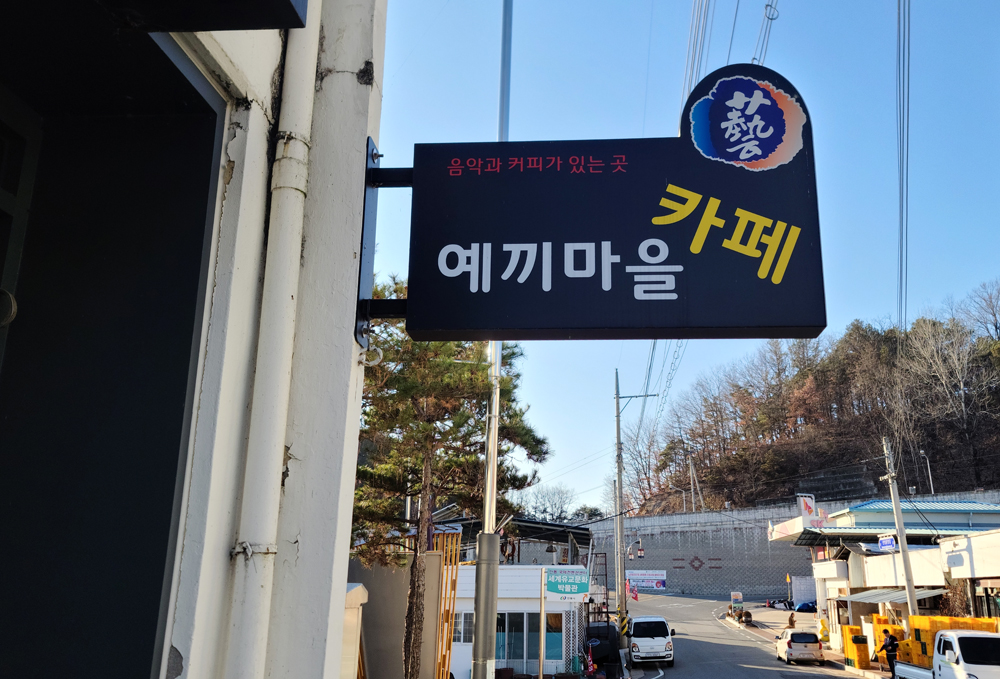 藝
음악과 커피가 있는 곳
카페
예끼마을
세계유교문화
박물관